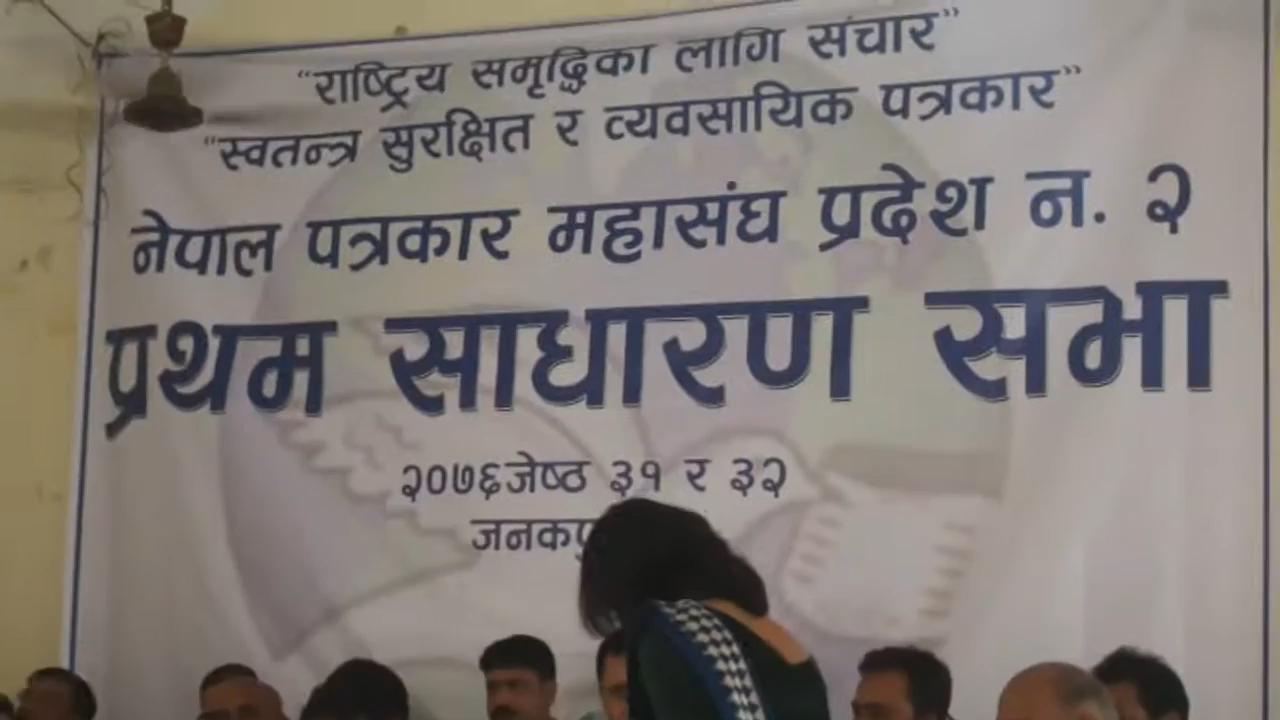 “राष्ट्रिय समृद्धिका लागि संचार”
“स्वतन्त्र सुरक्षित र व्यवसायिक पत्रकार”
नेपाल पत्रकार महासंघ प्रदेश न. २
प्रथम साधारण सभा
२०७६जेष्ठ ३१ र ३२